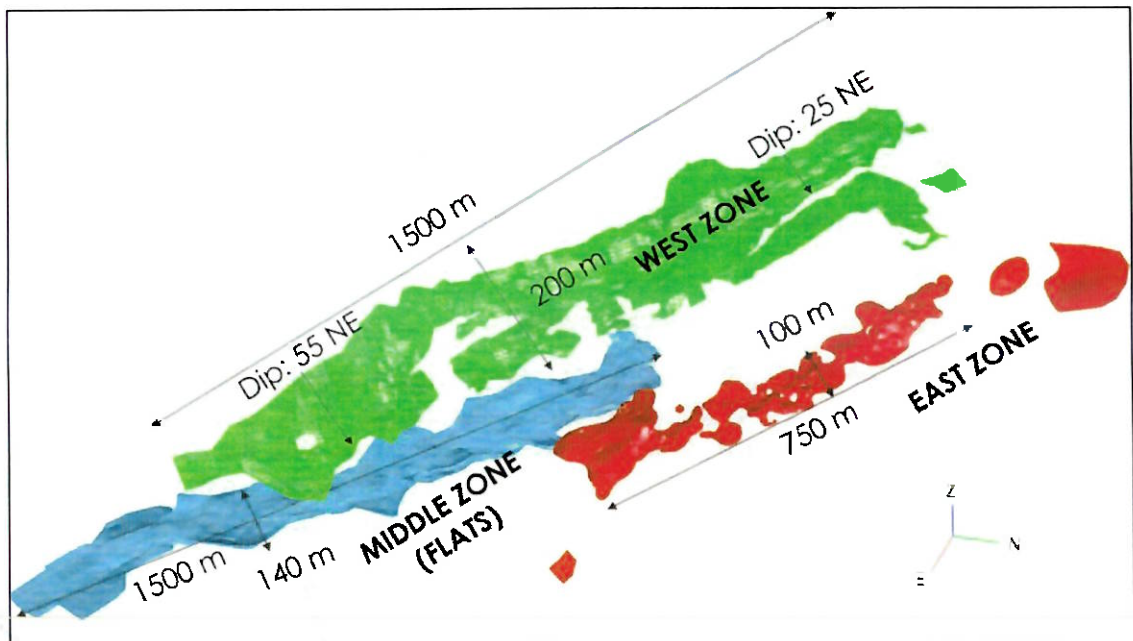 1500 m
Dip: 25 NE
WEST ZONE
200 m
Dip: 55 NE
100 m
EAST ZONE
750 m
MIDDLE ZONE
(FLATS)
140 m
1500 m
Z
N
E